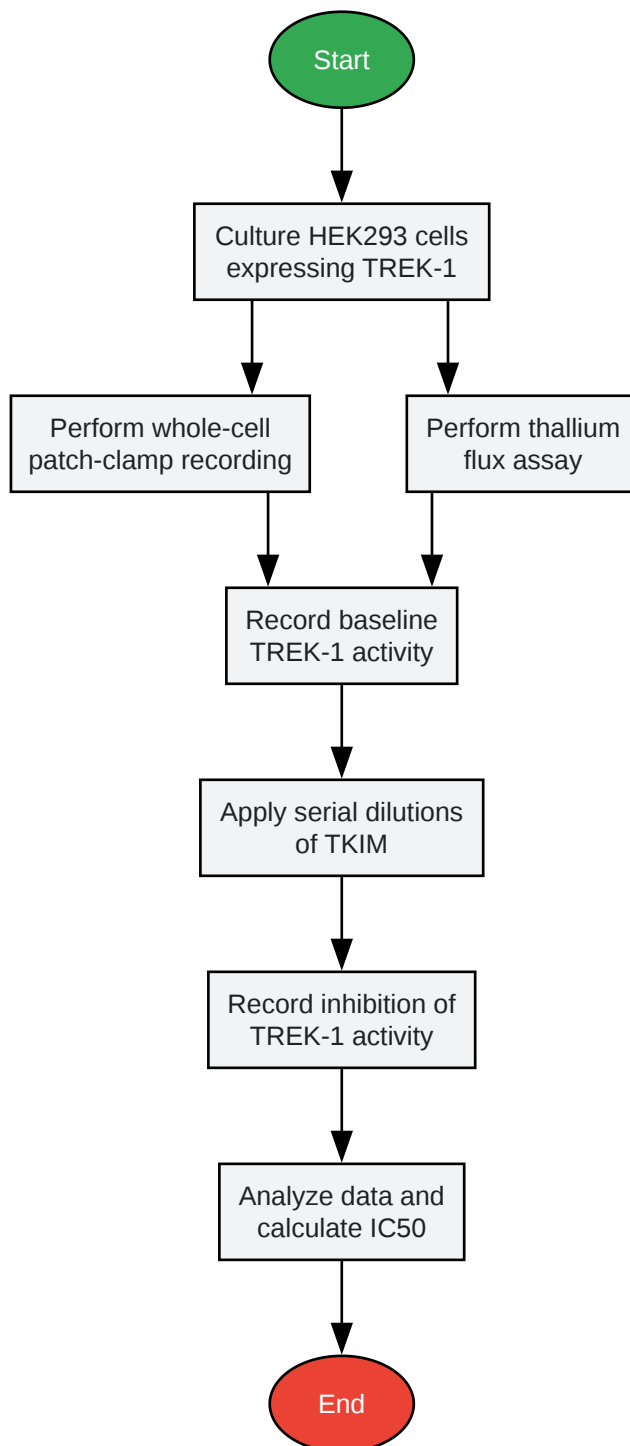 Start
Culture HEK293 cells
expressing TREK-1
Perform whole-cell
patch-clamp recording
Perform thallium
flux assay
Record baseline
TREK-1 activity
Apply serial dilutions
of TKIM
Record inhibition of
TREK-1 activity
Analyze data and
calculate IC50
End